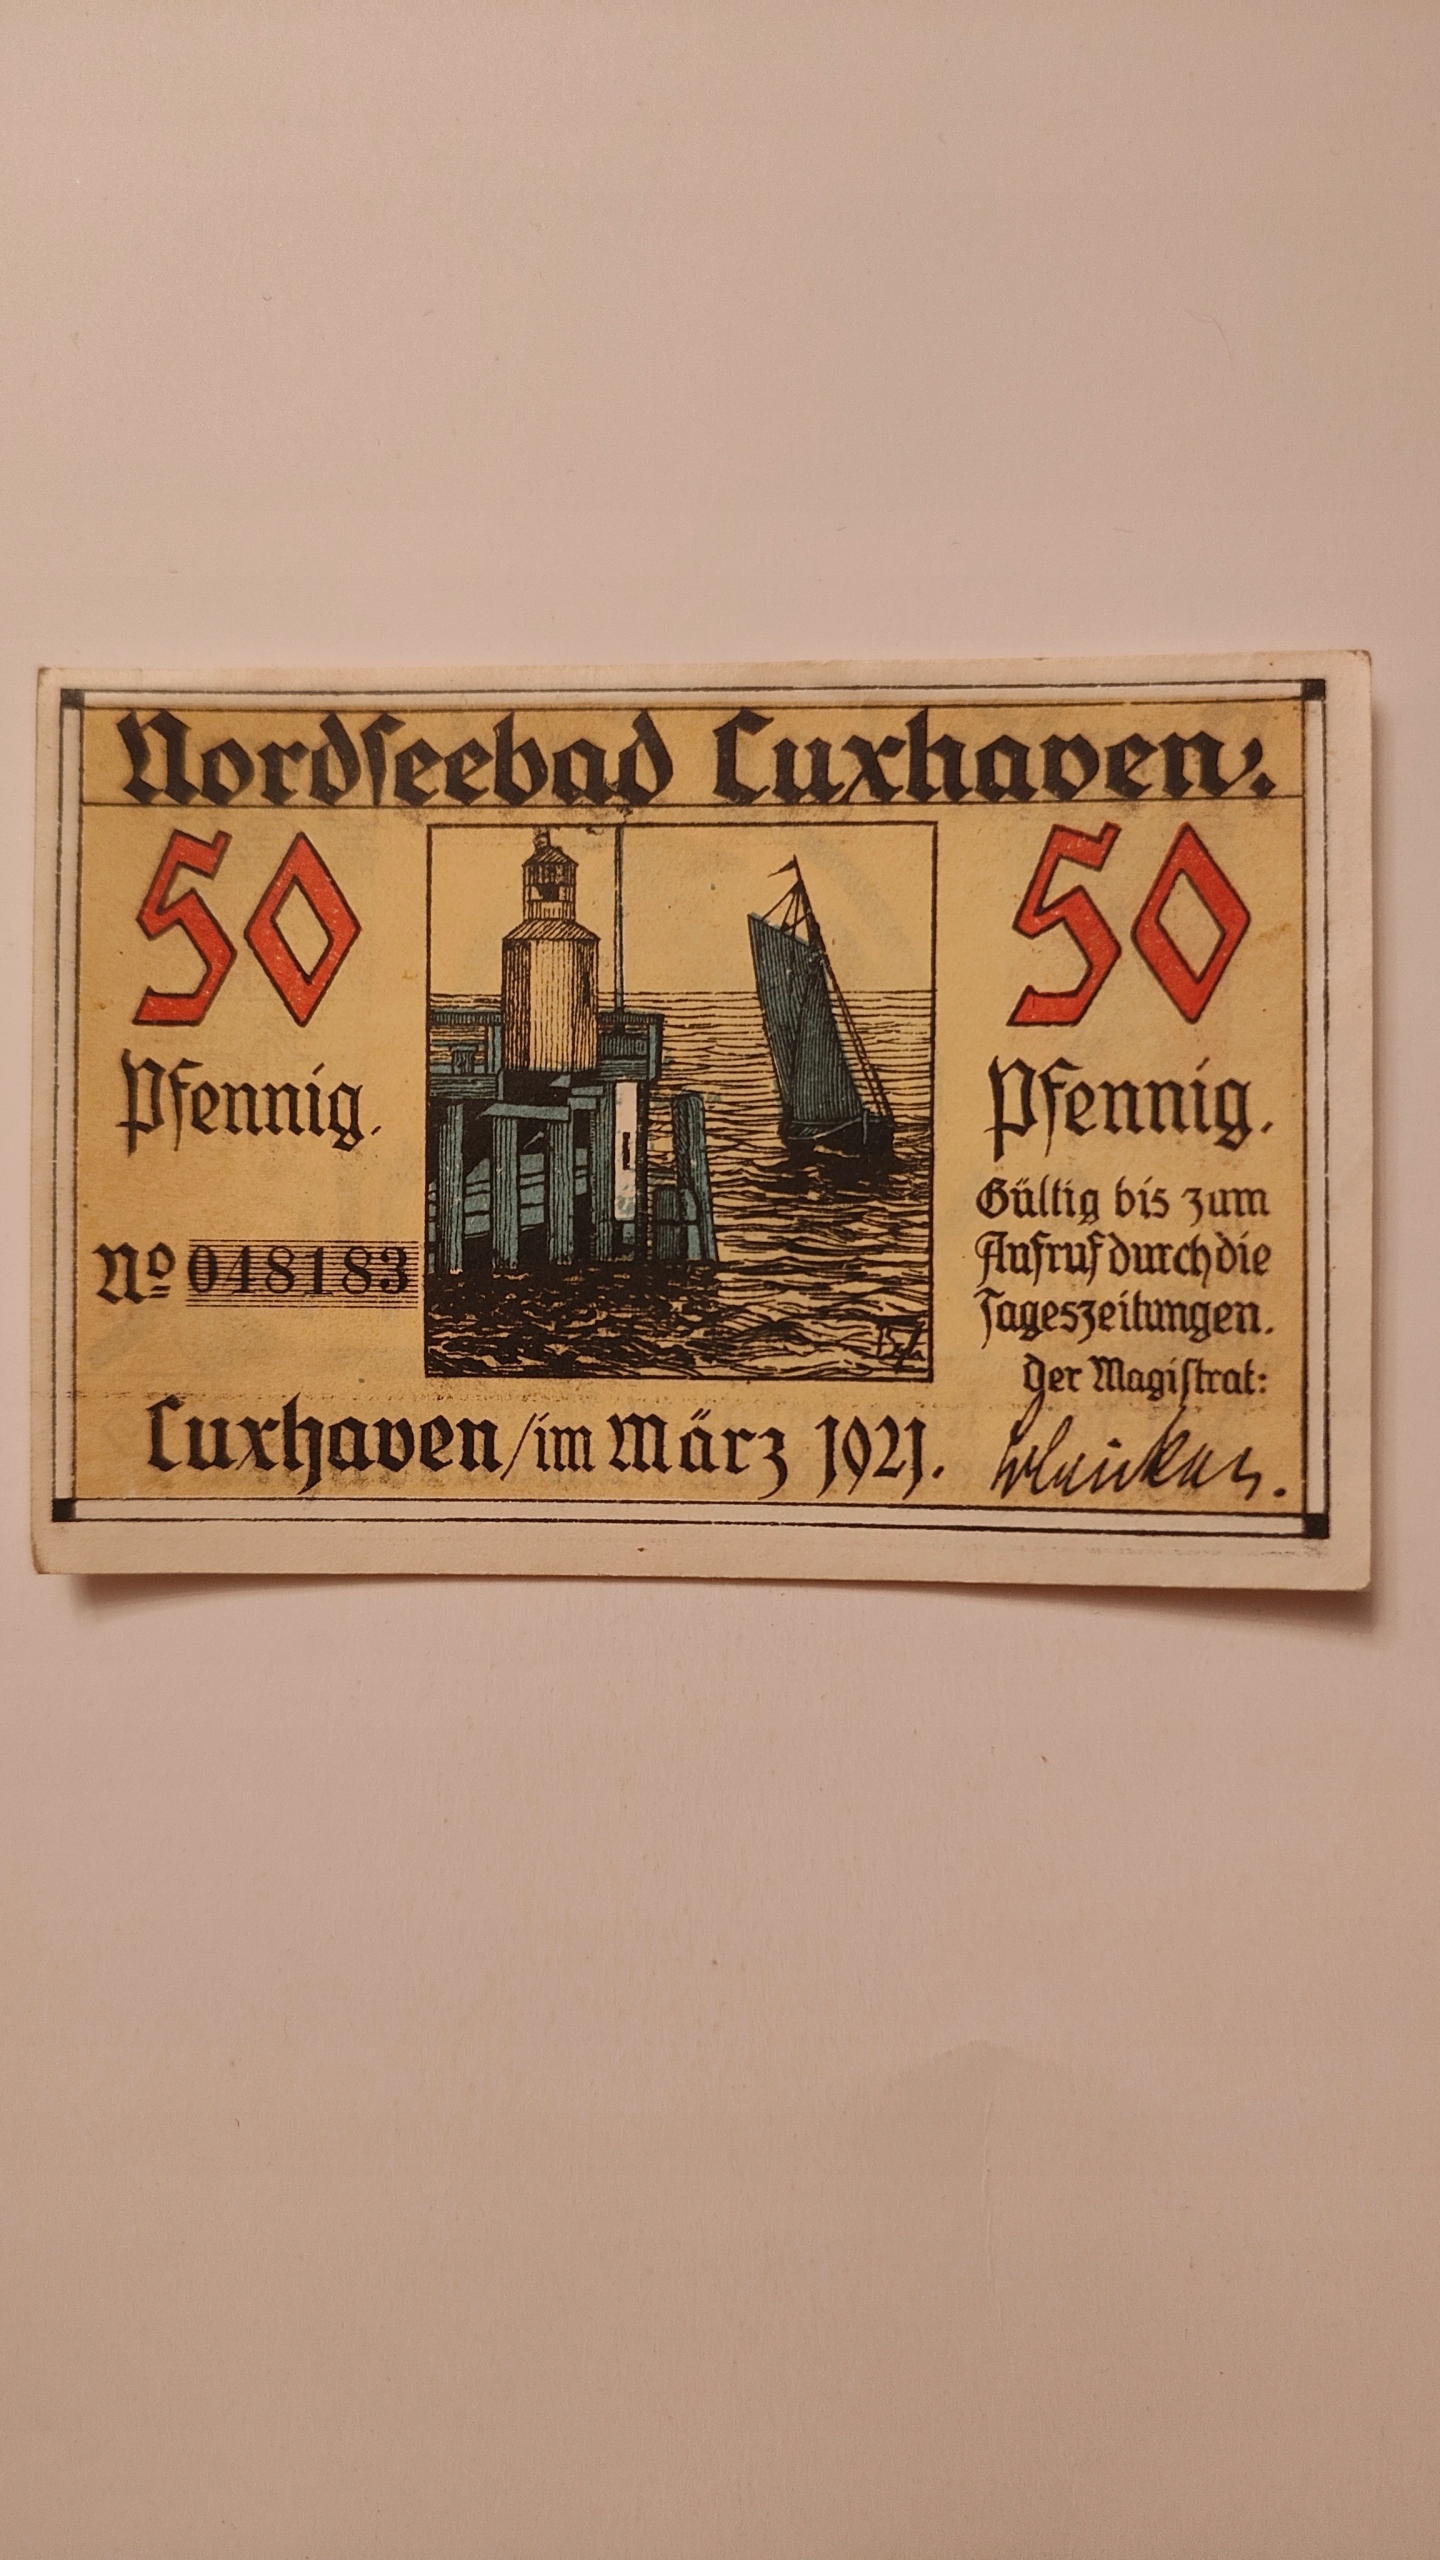 Nordseebad Cuxhaven.
50
Pfennig.
50
Pfennig.
Gültig bis zum
Aufruf durch die
Tageszeitungen.
Der Magistrat:
No 048183
Cuxhaven/im März 1921.